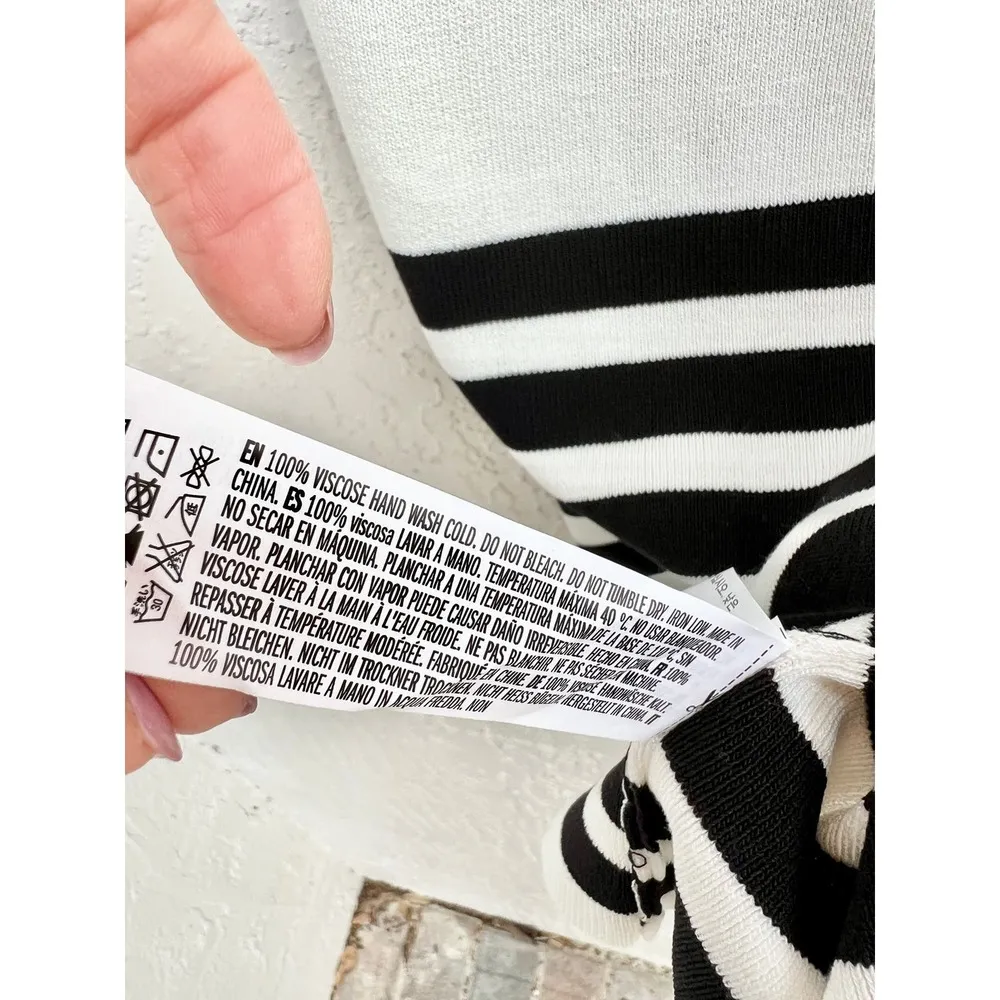 EN 100% VISCOSE HAND WASH COLD. DO NOT BLEACH. DO NOT TUMBLE DRY. IRON LOW. MADE IN
CHINA. ES 100% viscosa LAVAR A MANO, TEMPERATURA MÁXIMA 40 °C. NO USAR BLANQUEADOR.
NO SECAR EN MÁQUINA. PLANCHAR A UNA TEMPERATURA MÁXIMA DE LA BASE DE 110 °C, SIN
VAPOR. PLANCHAR CON VAPOR PUEDE CAUSAR DAÑO IRREVERSIBLE. HECHO EN CHINA. FR 100%
VISCOSE LAVER À LA MAIN À L'EAU FROIDE. NE PAS BLANCHIR. NE PAS SÉCHER EN MACHINE.
REPASSER À TEMPÉRATURE MODÉRÉE. FABRIQUÉ EN CHINE. DE 100% VISKOSE HANDWÄSCHE KALT.
NICHT BLEICHEN. NICHT IM TROCKNER TROCKNEN. NICHT HEISS BÜGELN. HERGESTELLT IN CHINA. IT
100% VISCOSA LAVARE A MANO IN ACQUA FREDDA. NON
低
手洗い
30